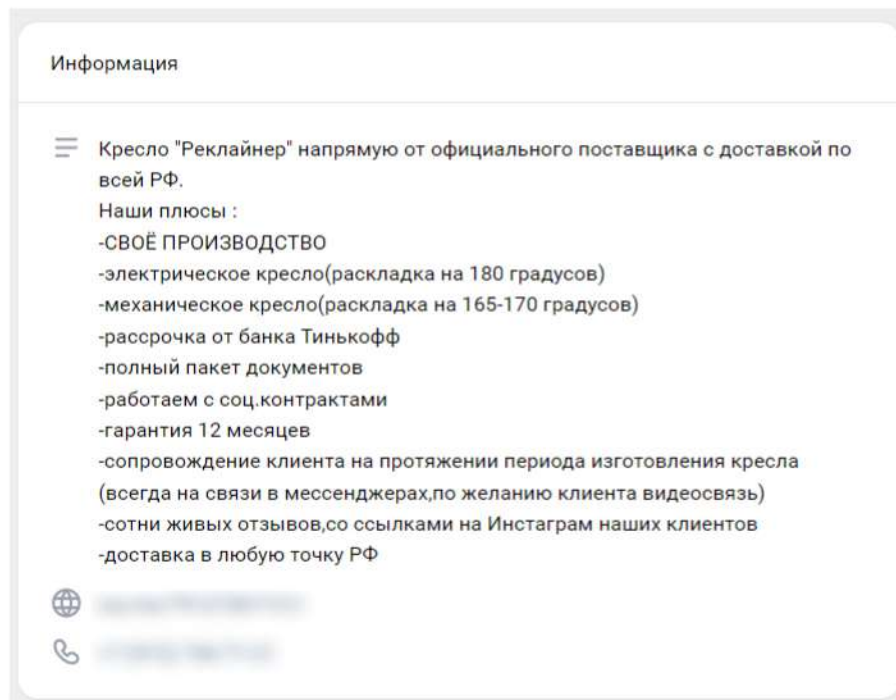 Информация
Кресло "Реклайнер" напрямую от официального поставщика с доставкой по
всей РФ.
Наши плюсы :
-СВОЁ ПРОИЗВОДСТВО
-электрическое кресло(раскладка на 180 градусов)
-механическое кресло(раскладка на 165-170 градусов)
-рассрочка от банка Тинькофф
-полный пакет документов
-работаем с соц.контрактами
-гарантия 12 месяцев
-сопровождение клиента на протяжении периода изготовления кресла
(всегда на связи в мессенджерах,по желанию клиента видеосвязь)
-сотни живых отзывов,со ссылками на Инстаграм наших клиентов
-доставка в любую точку РФ